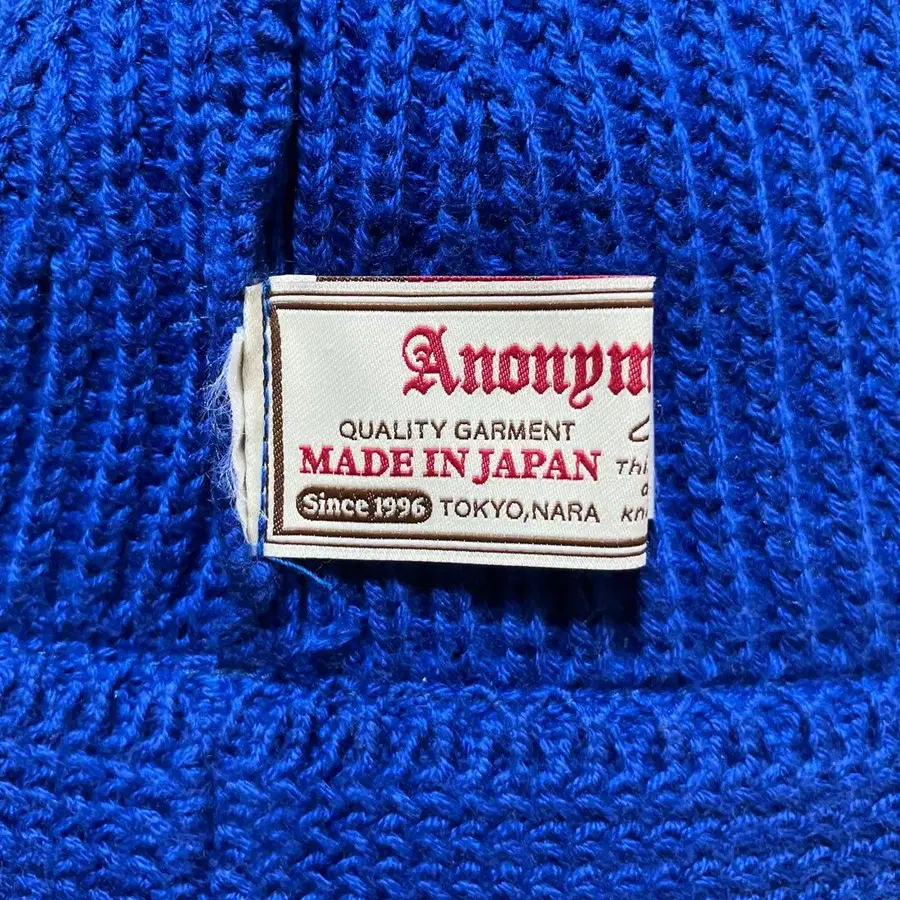 Anonym
QUALITY GARMENT
MADE IN JAPAN
Since 1996 TOKYO, NARA